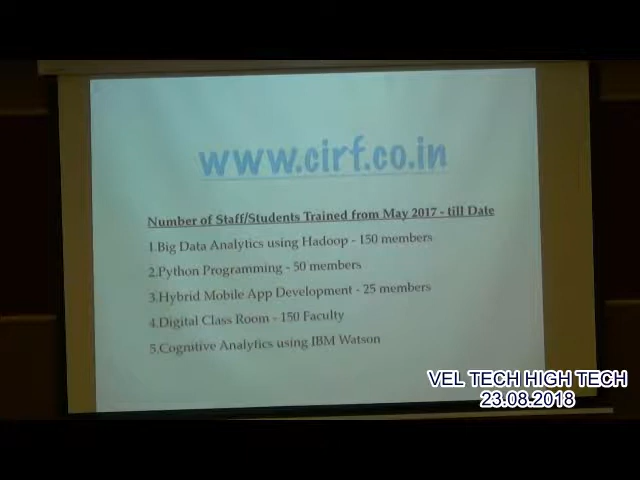 www.cirf.co.in
Number of Staff/Students Trained from May 2017 - till Date
1.Big Data Analytics using Hadoop - 150 members
2.Python Programming - 50 members
3.Hybrid Mobile App Development - 25 members
4.Digital Class Room - 150 Faculty
5.Cognitive Analytics using IBM Watson
VEL TECH HIGH TECH
23.08.2018